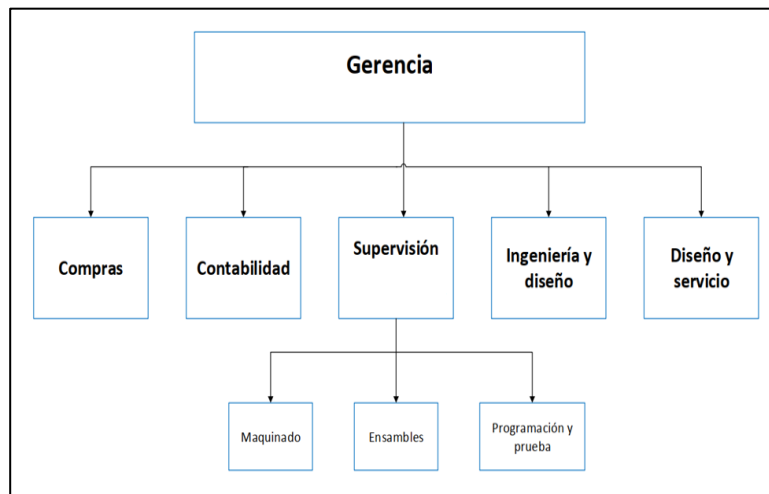 Gerencia
Compras
Contabilidad
Supervisión
Ingeniería y
diseño
Diseño y
servicio
Maquinado
Ensambles
Programación y
prueba